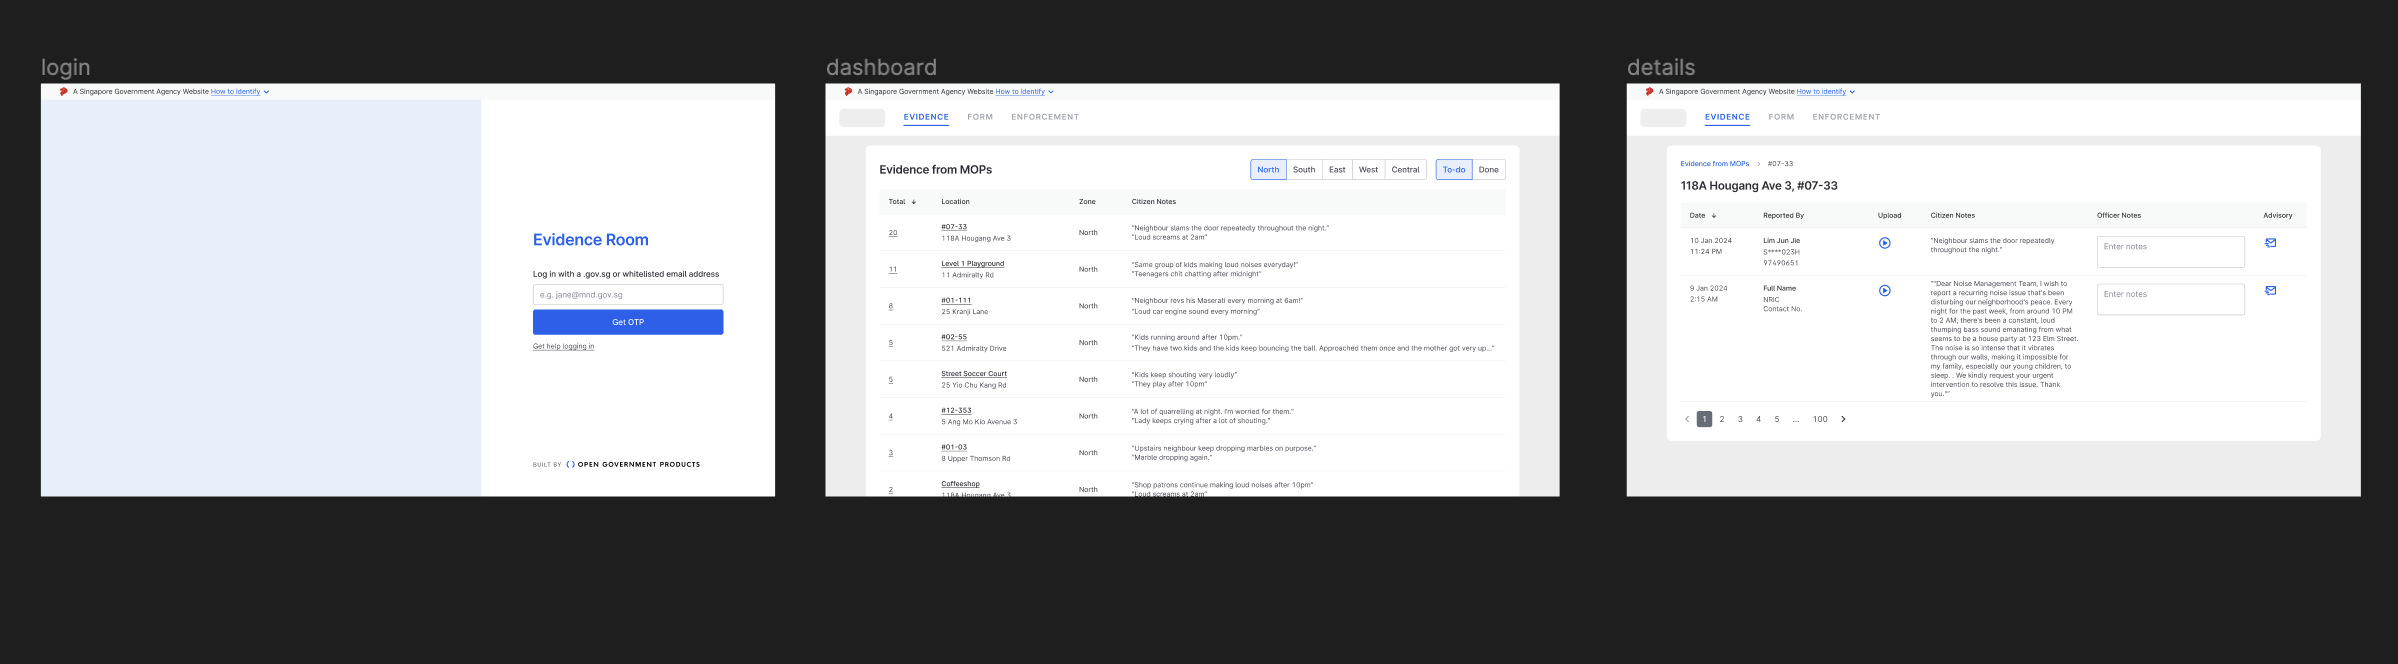 login
A Singapore Government Agency Website How to identify
Evidence Room
Log in with a .gov.sg or whitelisted email address
e.g. jane@mnd.gov.sg
Get OTP
Get help logging in
BUILT BY OPEN GOVERNMENT PRODUCTS
dashboard
A Singapore Government Agency Website How to identify
EVIDENCE FORM ENFORCEMENT
Evidence from MOPs
North South East West Central To-do Done
Total Location Zone Citizen Notes
20 #07-33 North "Neighbour slams the door repeatedly throughout the night."
118A Hougang Ave 3 "Loud screams at 2am"
11 Level 1 Playground North "Same group of kids making loud noises everyday!"
11 Admiralty Rd "Teenagers chit chatting after midnight"
8 #01-111 North "Neighbour revs his Maserati every morning at 6am!"
25 Kranji Lane "Loud car engine sound every morning"
5 #02-55 North "Kids running around after 10pm."
521 Admiralty Drive "They have two kids and the kids keep bouncing the ball. Approached them once and the mother got very up..."
5 Street Soccer Court North "Kids keep shouting very loudly"
25 Yio Chu Kang Rd "They play after 10pm"
4 #12-353 North "A lot of quarrelling at night. I'm worried for them."
5 Ang Mo Kio Avenue 3 "Lady keeps crying after a lot of shouting."
3 #01-03 North "Upstairs neighbour keep dropping marbles on purpose."
8 Upper Thomson Rd "Marble dropping again."
2 Coffeeshop North "Shop patrons continue making loud noises after 10pm"
118A Hougang Ave 3 "Loud screams at 2am"
details
A Singapore Government Agency Website How to identify
EVIDENCE FORM ENFORCEMENT
Evidence from MOPs > #07-33
118A Hougang Ave 3, #07-33
Date Reported By Upload Citizen Notes Officer Notes Advisory
10 Jan 2024
11:24 PM
Lim Jun Jie
S****023H
97490651
"Neighbour slams the door repeatedly
throughout the night."
Enter notes
9 Jan 2024
2:15 AM
Full Name
NRIC
Contact No.
""Dear Noise Management Team, I wish to
report a recurring noise issue that's been
disturbing our neighborhood's peace. Every
night for the past week, from around 10 PM
to 2 AM, there's been a constant, loud
thumping bass sound emanating from what
seems to be a house party at 123 Elm Street.
The noise is so intense that it vibrates
through our walls, making it impossible for
my family, especially our young children, to
sleep. . We kindly request your urgent
intervention to resolve this issue. Thank
you.""
Enter notes
< 1 2 3 4 5 ... 100 >